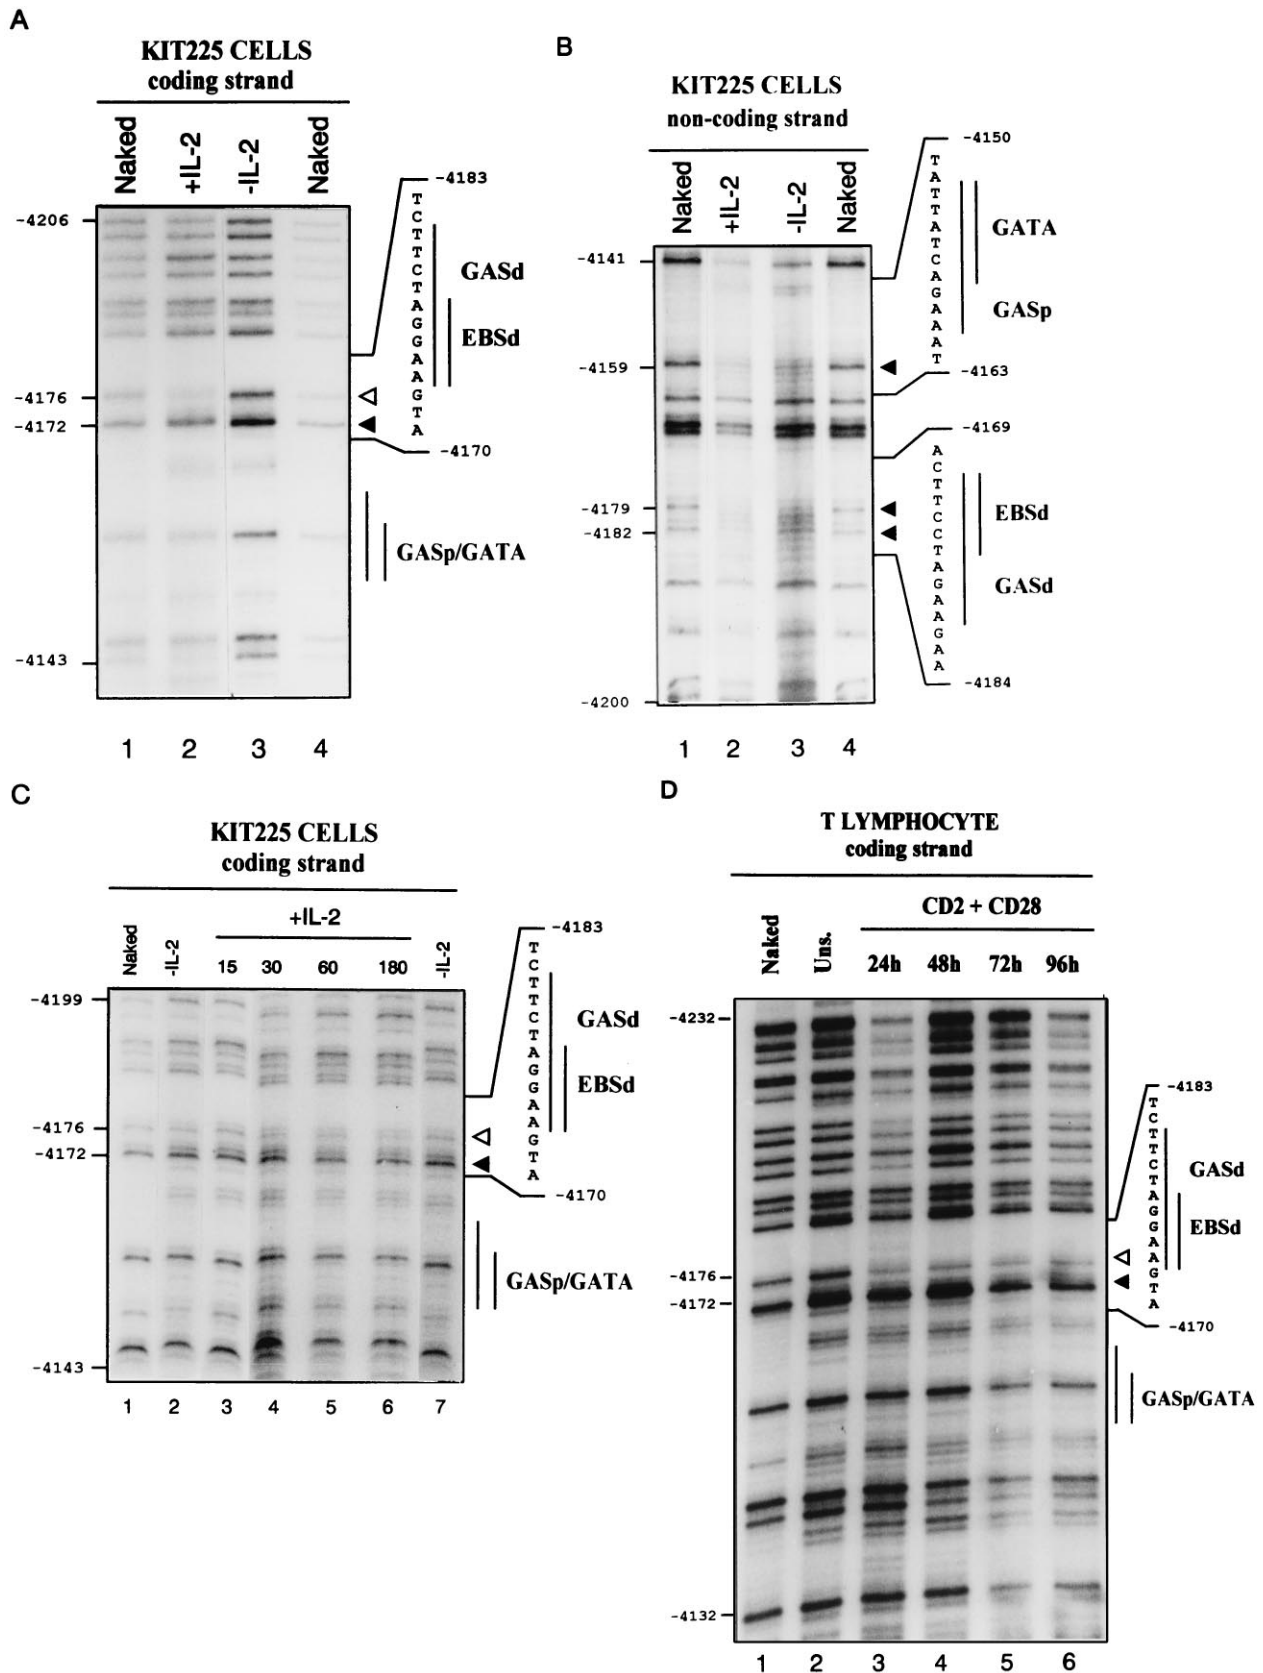 A
KIT225 CELLS
coding strand
Naked
+IL-2
-IL-2
Naked
-4206
-4176
-4172
-4143
-4183
T
C
T
T
C
T
A
G
G
A
A
G
T
A
-4170
GASd
EBSd
GASp/GATA
1 2 3 4
B
KIT225 CELLS
non-coding strand
Naked
+IL-2
-IL-2
Naked
-4141
-4159
-4179
-4182
-4200
-4150
T
A
T
T
A
T
C
A
G
A
A
A
T
-4163
GATA
GASp
-4169
A
C
T
T
C
C
T
A
G
A
A
G
A
A
-4184
EBSd
GASd
1 2 3 4
C
KIT225 CELLS
coding strand
+IL-2
Naked
-IL-2
15 30 60 180
-IL-2
-4199
-4176
-4172
-4143
-4183
T
C
T
T
C
T
A
G
G
A
A
G
T
A
-4170
GASd
EBSd
GASp/GATA
1 2 3 4 5 6 7
D
T LYMPHOCYTE
coding strand
CD2 + CD28
Naked
Uns.
24h 48h 72h 96h
-4232
-4176
-4172
-4132
-4183
T
C
T
T
C
T
A
G
G
A
A
G
T
A
-4170
GASd
EBSd
GASp/GATA
1 2 3 4 5 6